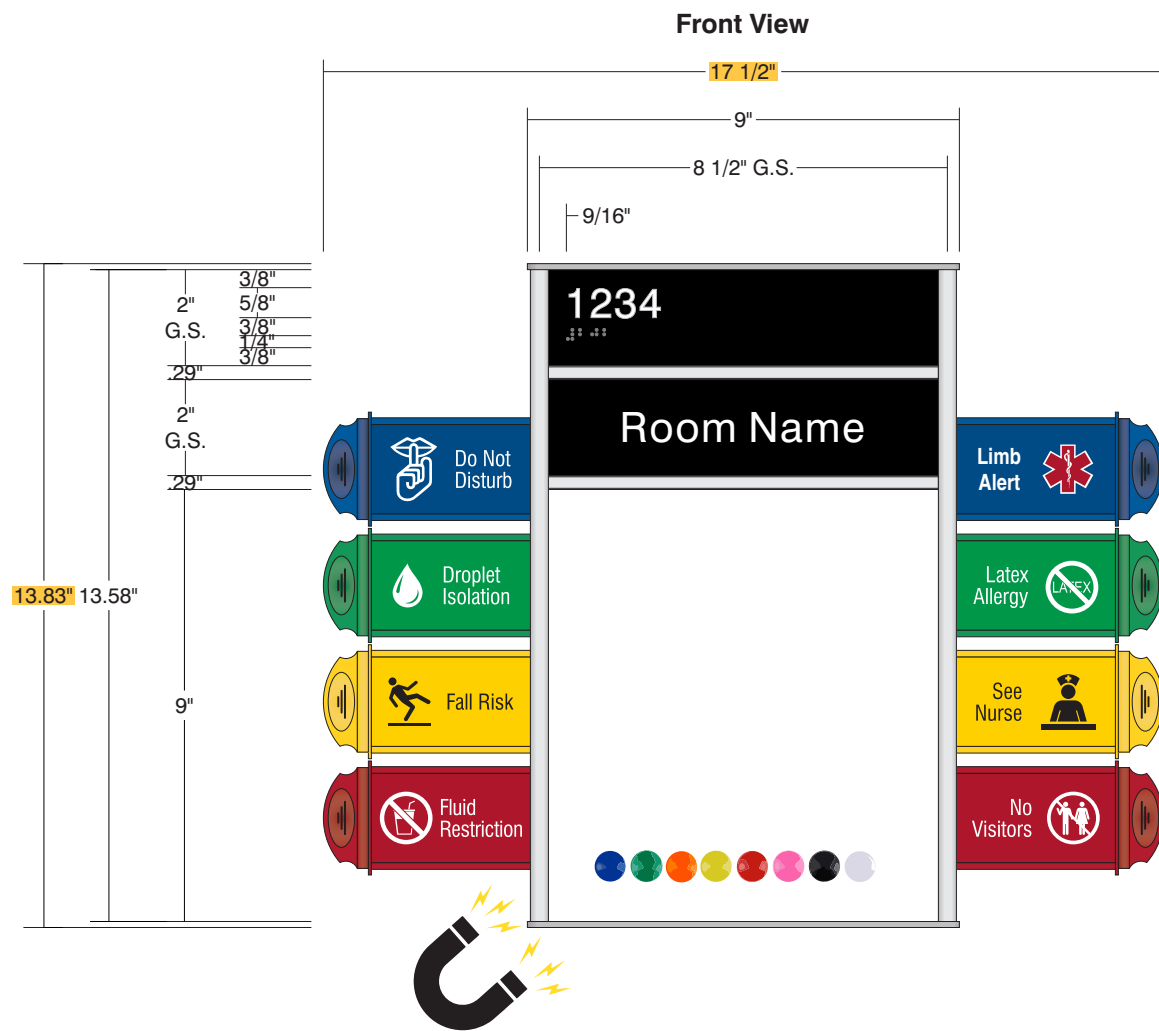 Front View
17 1/2"
9"
8 1/2" G.S.
9/16"
3/8"
5/8"
3/8"
1/4"
3/8"
2"
G.S.
.29"
2"
G.S.
.29"
13.83"
13.58"
9"
1234
⠼⠁⠃⠉⠙
Room Name
Do Not
Disturb
Limb
Alert
Droplet
Isolation
Latex
Allergy
LATEX
Fall Risk
See
Nurse
Fluid
Restriction
No
Visitors